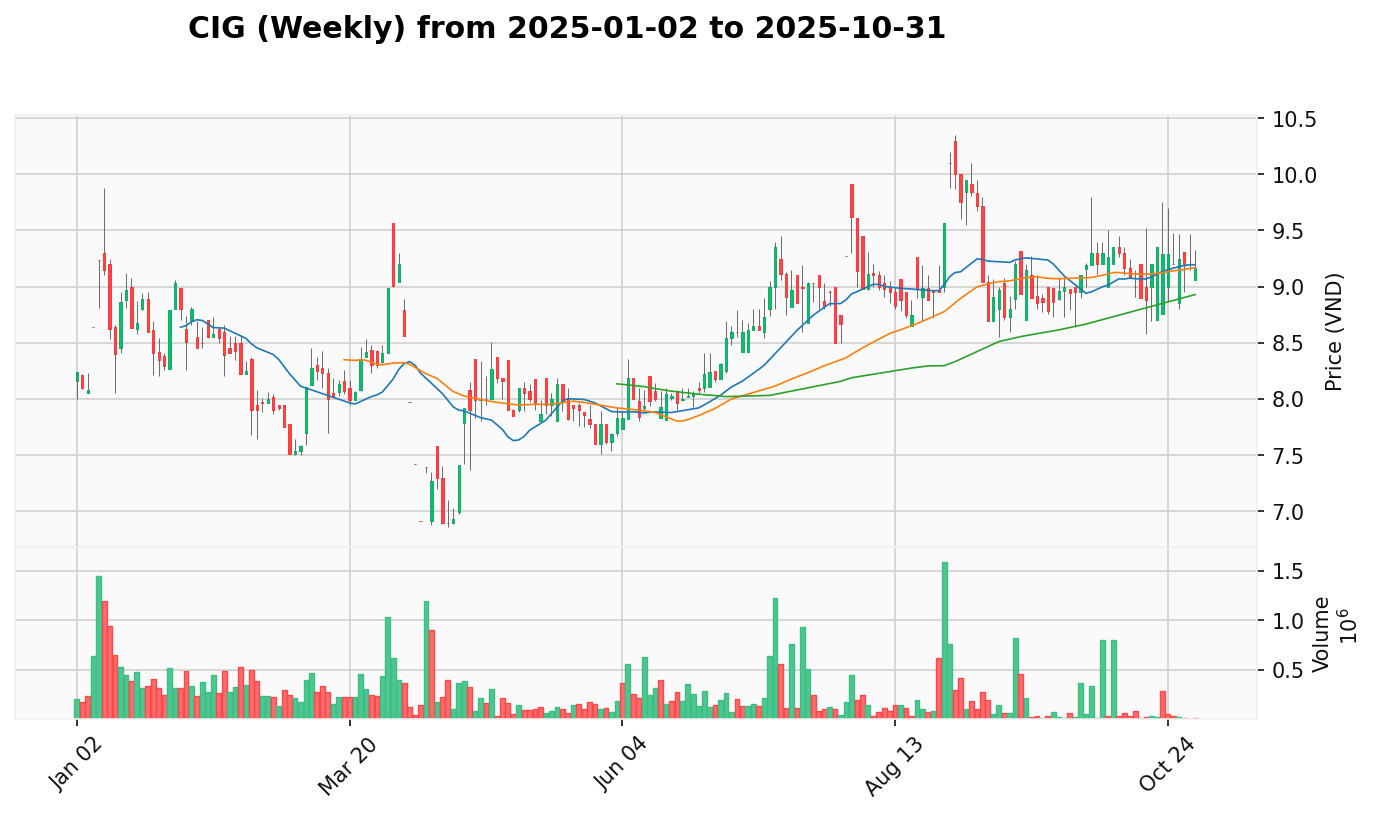 CIG (Weekly) from 2025-01-02 to 2025-10-31
10.5
10.0
9.5
9.0
8.5
8.0
7.5
7.0
Price (VND)
1.5
1.0
0.5
Volume
10⁶
Jan 02
Mar 20
Jun 04
Aug 13
Oct 24